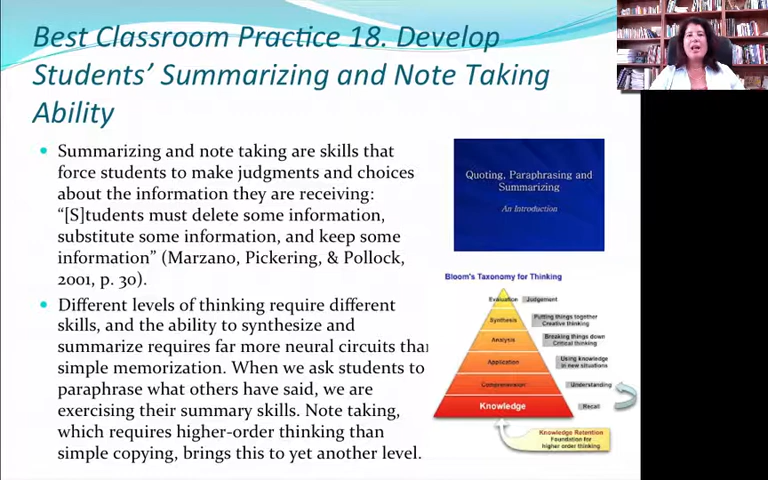 Best Classroom Practice 18. Develop
Students' Summarizing and Note Taking
Ability
Summarizing and note taking are skills that
force students to make judgments and choices
about the information they are receiving:
"[S]tudents must delete some information,
substitute some information, and keep some
information" (Marzano, Pickering, & Pollock,
2001, p. 30).
Different levels of thinking require different
skills, and the ability to synthesize and
summarize requires far more neural circuits than
simple memorization. When we ask students to
paraphrase what others have said, we are
exercising their summary skills. Note taking,
which requires higher-order thinking than
simple copying, brings this to yet another level.
Quoting, Paraphrasing and
Summarizing
An Introduction
Bloom's Taxonomy for Thinking
Evaluation Judgement
Synthesis Putting things together
Creative thinking
Analysis Breaking things down
Critical thinking
Application Using knowledge
in new situations
Comprehension Understanding
Knowledge Recall
Knowledge Retention
Foundation for
higher order thinking